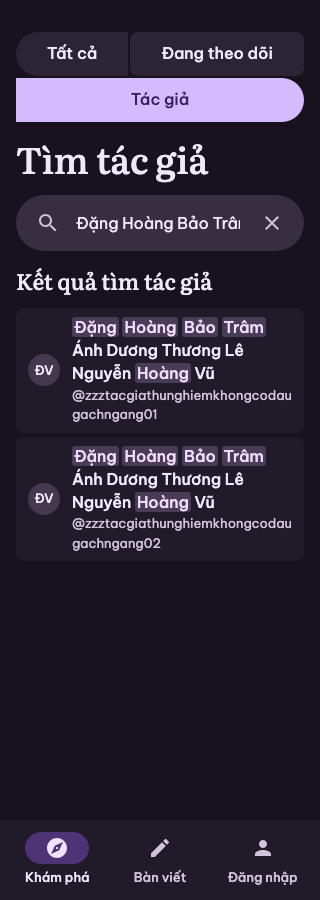 Tất cả
Đang theo dõi
Tác giả
Tìm tác giả
Đặng Hoàng Bảo Trâ
Kết quả tìm tác giả
ĐV
Đặng Hoàng Bảo Trâm
Ánh Dương Thương Lê
Nguyễn Hoàng Vũ
@zzztacgiathunghiemkhongcodau
gachngang01
ĐV
Đặng Hoàng Bảo Trâm
Ánh Dương Thương Lê
Nguyễn Hoàng Vũ
@zzztacgiathunghiemkhongcodau
gachngang02
Khám phá
Bàn viết
Đăng nhập